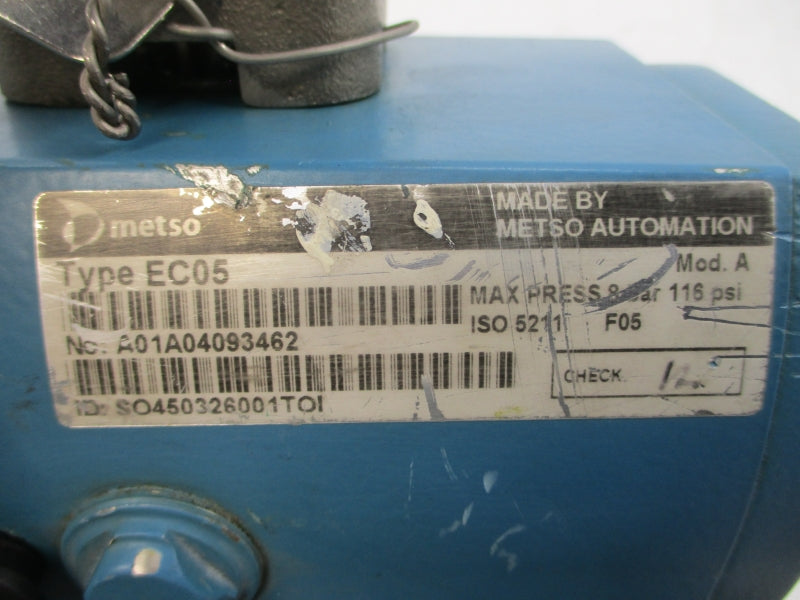 metso
MADE BY
METSO AUTOMATION
Type EC05
Mod. A
MAX PRESS 8 bar 116 psi
ISO 5211 F05
No. A01A04093462
CHECK
ID: SO450326001TOI